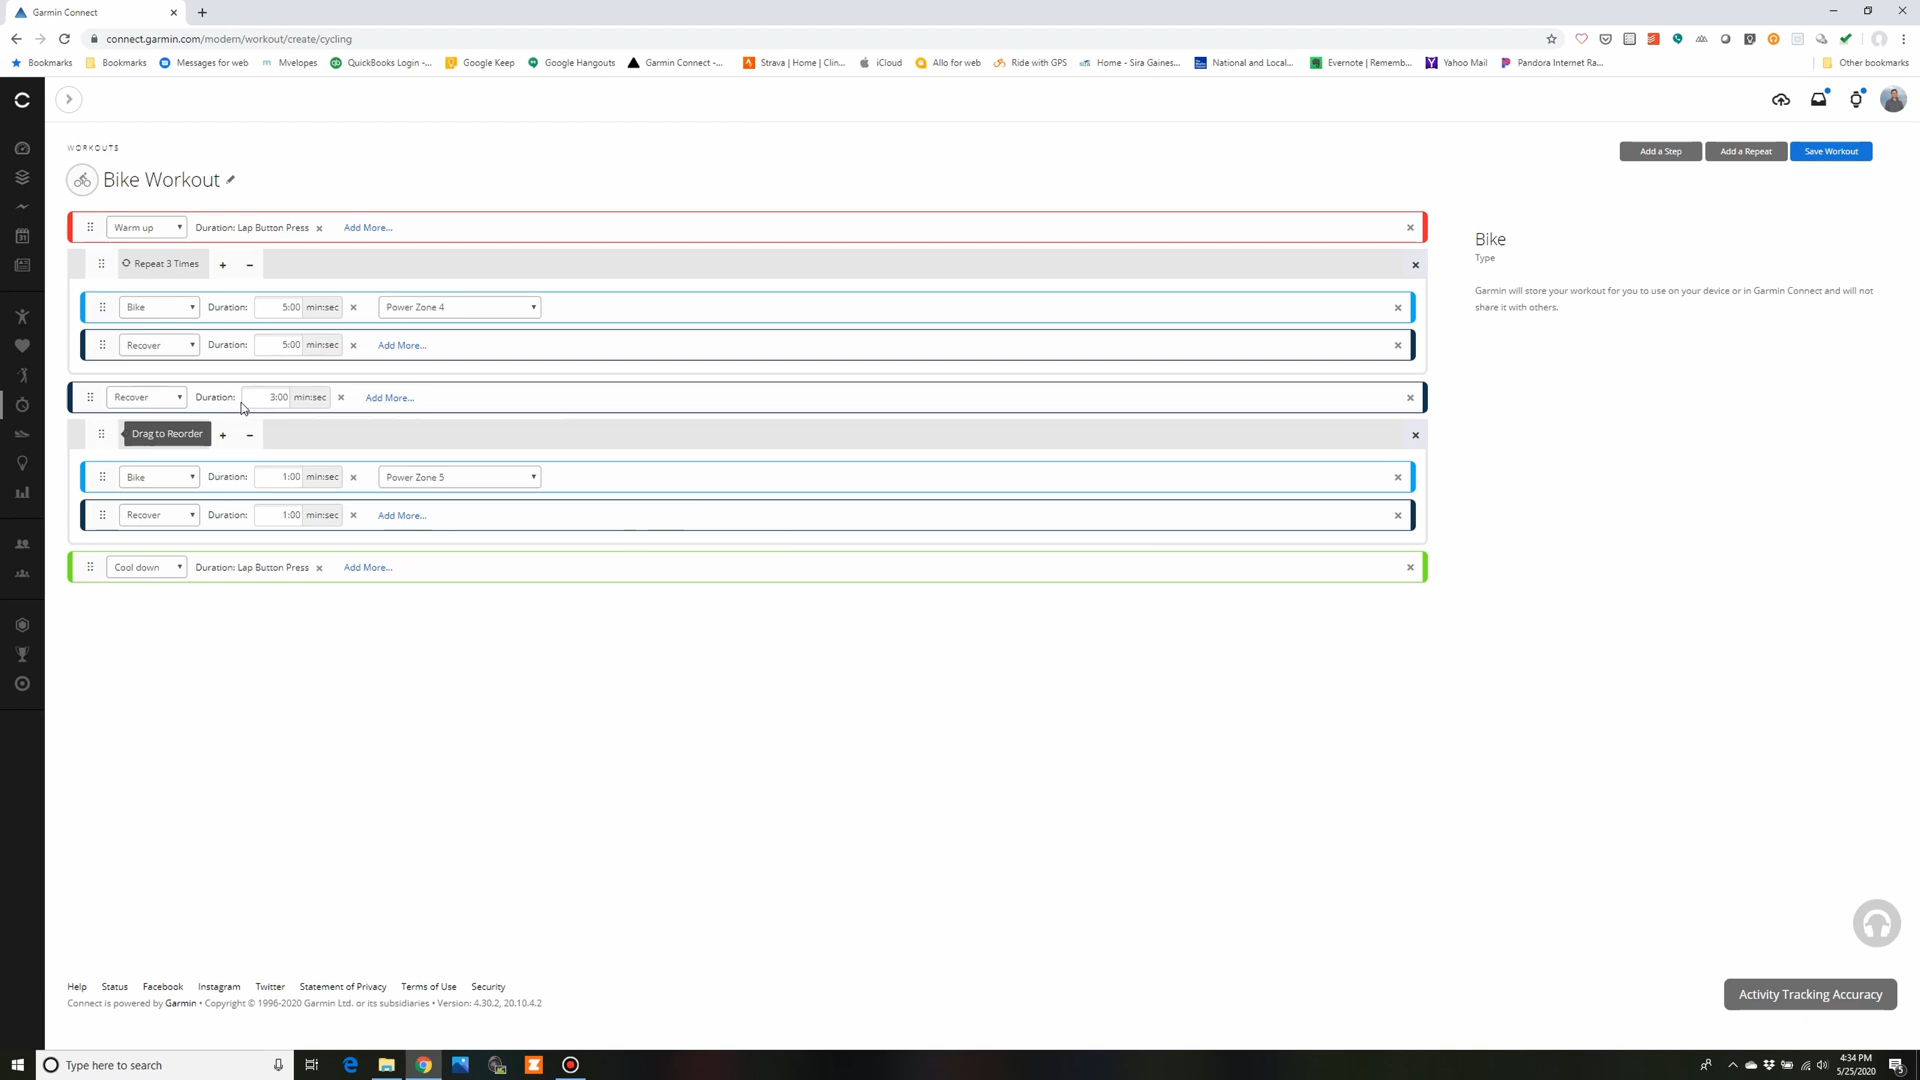 Garmin Connect
connect.garmin.com/modern/workout/create/cycling
Bookmarks Bookmarks Messages for web Mvelopes QuickBooks Login -... Google Keep Google Hangouts Garmin Connect -... Strava | Home | Clin... iCloud Allo for web Ride with GPS Home - Sira Gaines... National and Local... Evernote | Rememb... Yahoo Mail Pandora Internet Ra... Other bookmarks
WORKOUTS
Bike Workout
Add a Step Add a Repeat Save Workout
Warm up Duration: Lap Button Press Add More...
Repeat 3 Times + −
Bike Duration: 5:00 min:sec Power Zone 4
Recover Duration: 5:00 min:sec Add More...
Recover Duration: 3:00 min:sec Add More...
Drag to Reorder + −
Bike Duration: 1:00 min:sec Power Zone 5
Recover Duration: 1:00 min:sec Add More...
Cool down Duration: Lap Button Press Add More...
Bike
Type
Garmin will store your workout for you to use on your device or in Garmin Connect and will not
share it with others.
Help Status Facebook Instagram Twitter Statement of Privacy Terms of Use Security
Connect is powered by Garmin • Copyright © 1996-2020 Garmin Ltd. or its subsidiaries • Version: 4.30.2, 20.10.4.2
Activity Tracking Accuracy
Type here to search
4:34 PM
5/25/2020